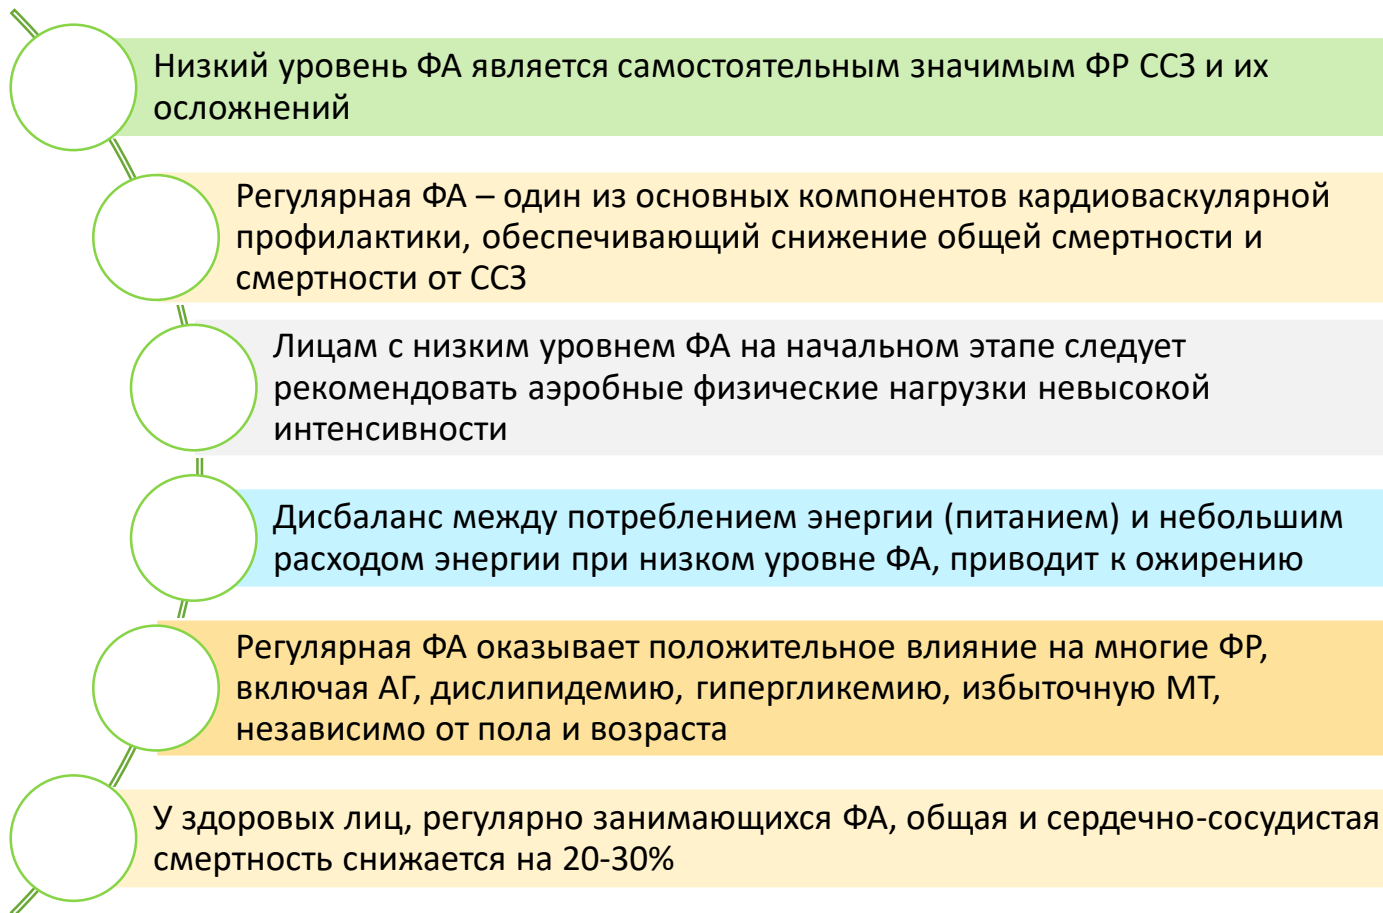 Низкий уровень ФА является самостоятельным значимым ФР ССЗ и их
осложнений
Регулярная ФА – один из основных компонентов кардиоваскулярной
профилактики, обеспечивающий снижение общей смертности и
смертности от ССЗ
Лицам с низким уровнем ФА на начальном этапе следует
рекомендовать аэробные физические нагрузки невысокой
интенсивности
Дисбаланс между потреблением энергии (питанием) и небольшим
расходом энергии при низком уровне ФА, приводит к ожирению
Регулярная ФА оказывает положительное влияние на многие ФР,
включая АГ, дислипидемию, гипергликемию, избыточную МТ,
независимо от пола и возраста
У здоровых лиц, регулярно занимающихся ФА, общая и сердечно-сосудистая
смертность снижается на 20-30%